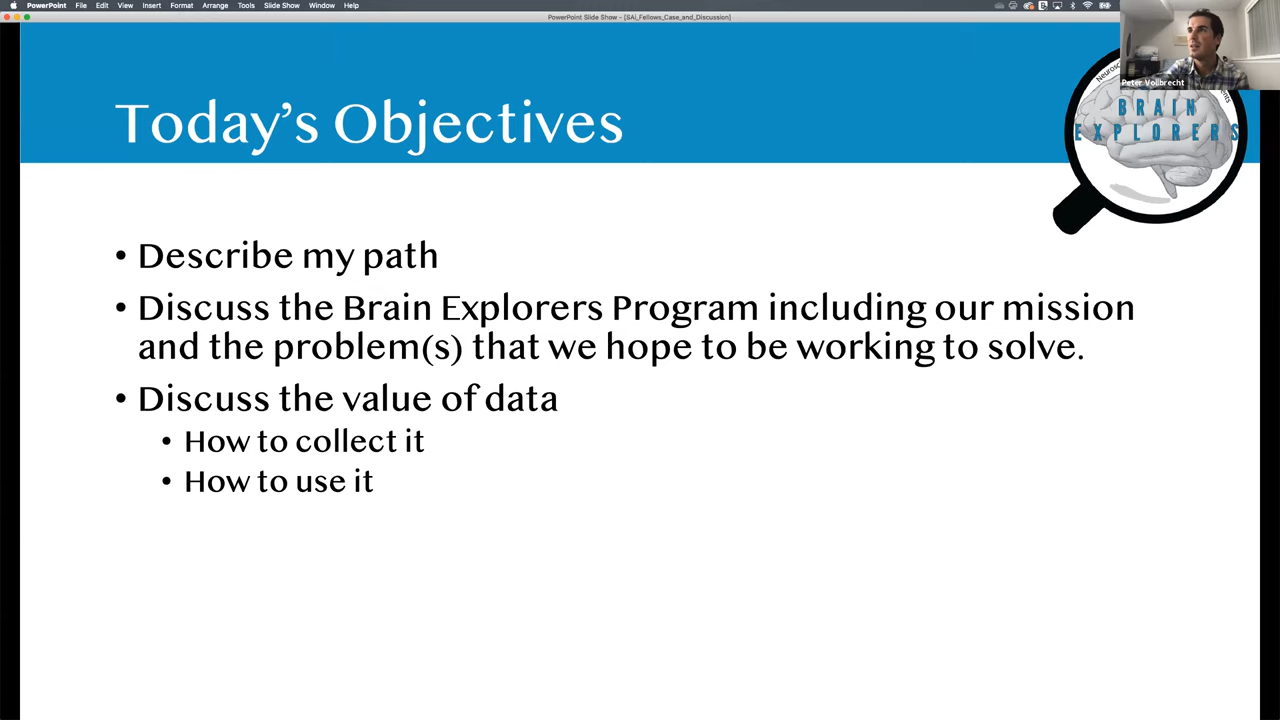 PowerPoint File Edit View Insert Format Arrange Tools Slide Show Window Help
PowerPoint Slide Show - [SAi_Fellows_Case_and_Discussion]
Peter Vollbrecht
BRAIN
EXPLORERS
Today's Objectives
• Describe my path
• Discuss the Brain Explorers Program including our mission
and the problem(s) that we hope to be working to solve.
• Discuss the value of data
• How to collect it
• How to use it